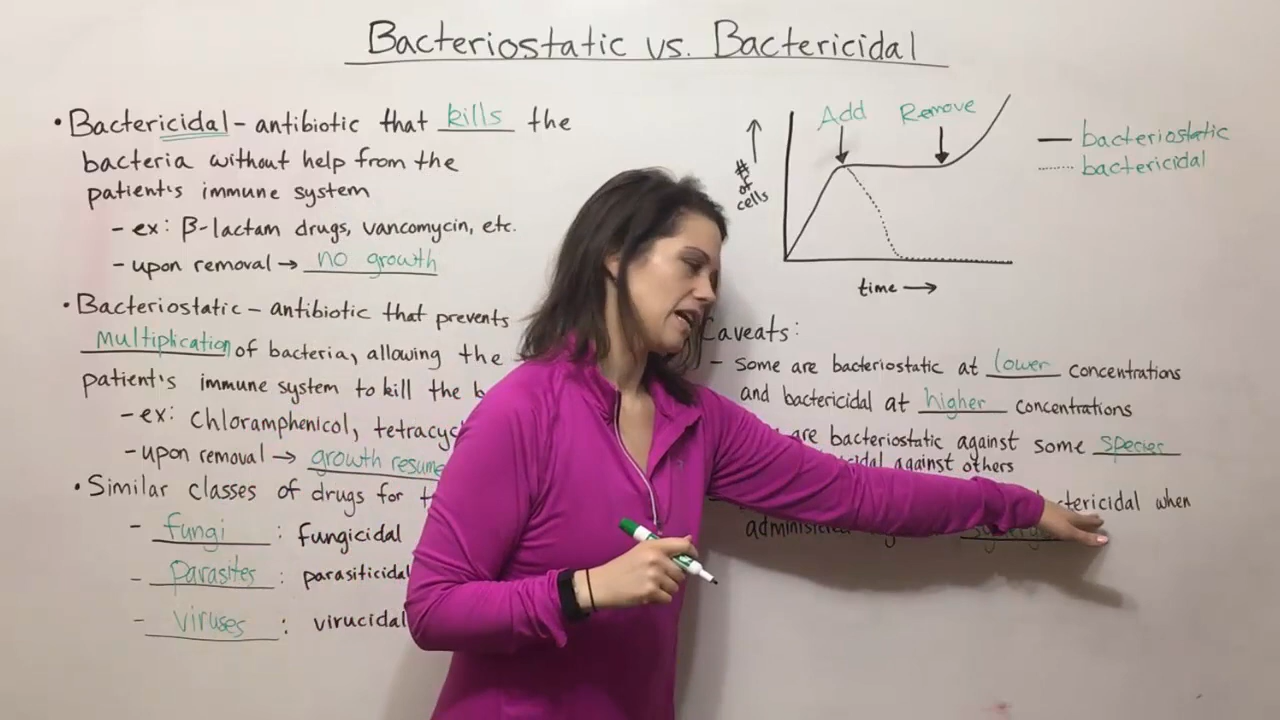 Bacteriostatic vs. Bactericidal
• Bactericidal – antibiotic that kills the
bacteria without help from the
patient's immune system
- ex: β-lactam drugs, vancomycin, etc.
- upon removal → no growth
• Bacteriostatic – antibiotic that prevents
multiplication of bacteria, allowing the
patient's immune system to kill the
- ex: Chloramphenicol,
- upon removal → growth
• Similar classes of drugs for
- fungi : fungicidal
- Parasites : parasiticidal
- viruses : virucidal
Add Remove
# of cells
time →
bacteriostatic
bactericidal
Caveats:
- Some are bacteriostatic at lower concentrations
and bactericidal at higher concentrations
are bacteriostatic against some species
against others
when